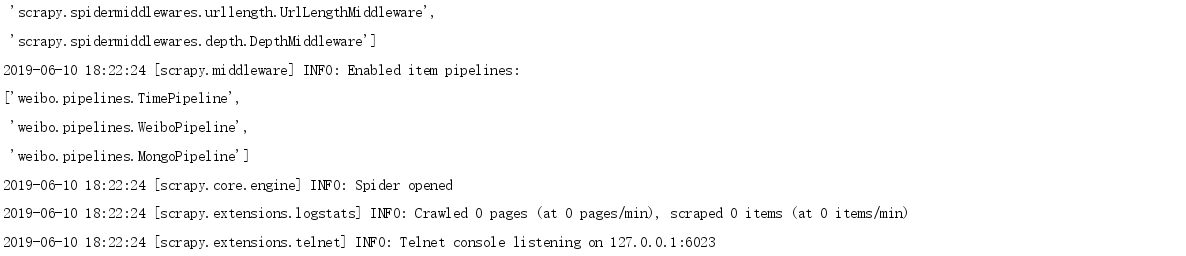 'scrapy.spidermiddlewares.urllength.UrlLengthMiddleware',
'scrapy.spidermiddlewares.depth.DepthMiddleware']
2019-06-10 18:22:24 [scrapy.middleware] INFO: Enabled item pipelines:
['weibo.pipelines.TimePipeline',
'weibo.pipelines.WeiboPipeline',
'weibo.pipelines.MongoPipeline']
2019-06-10 18:22:24 [scrapy.core.engine] INFO: Spider opened
2019-06-10 18:22:24 [scrapy.extensions.logstats] INFO: Crawled 0 pages (at 0 pages/min), scraped 0 items (at 0 items/min)
2019-06-10 18:22:24 [scrapy.extensions.telnet] INFO: Telnet console listening on 127.0.0.1:6023